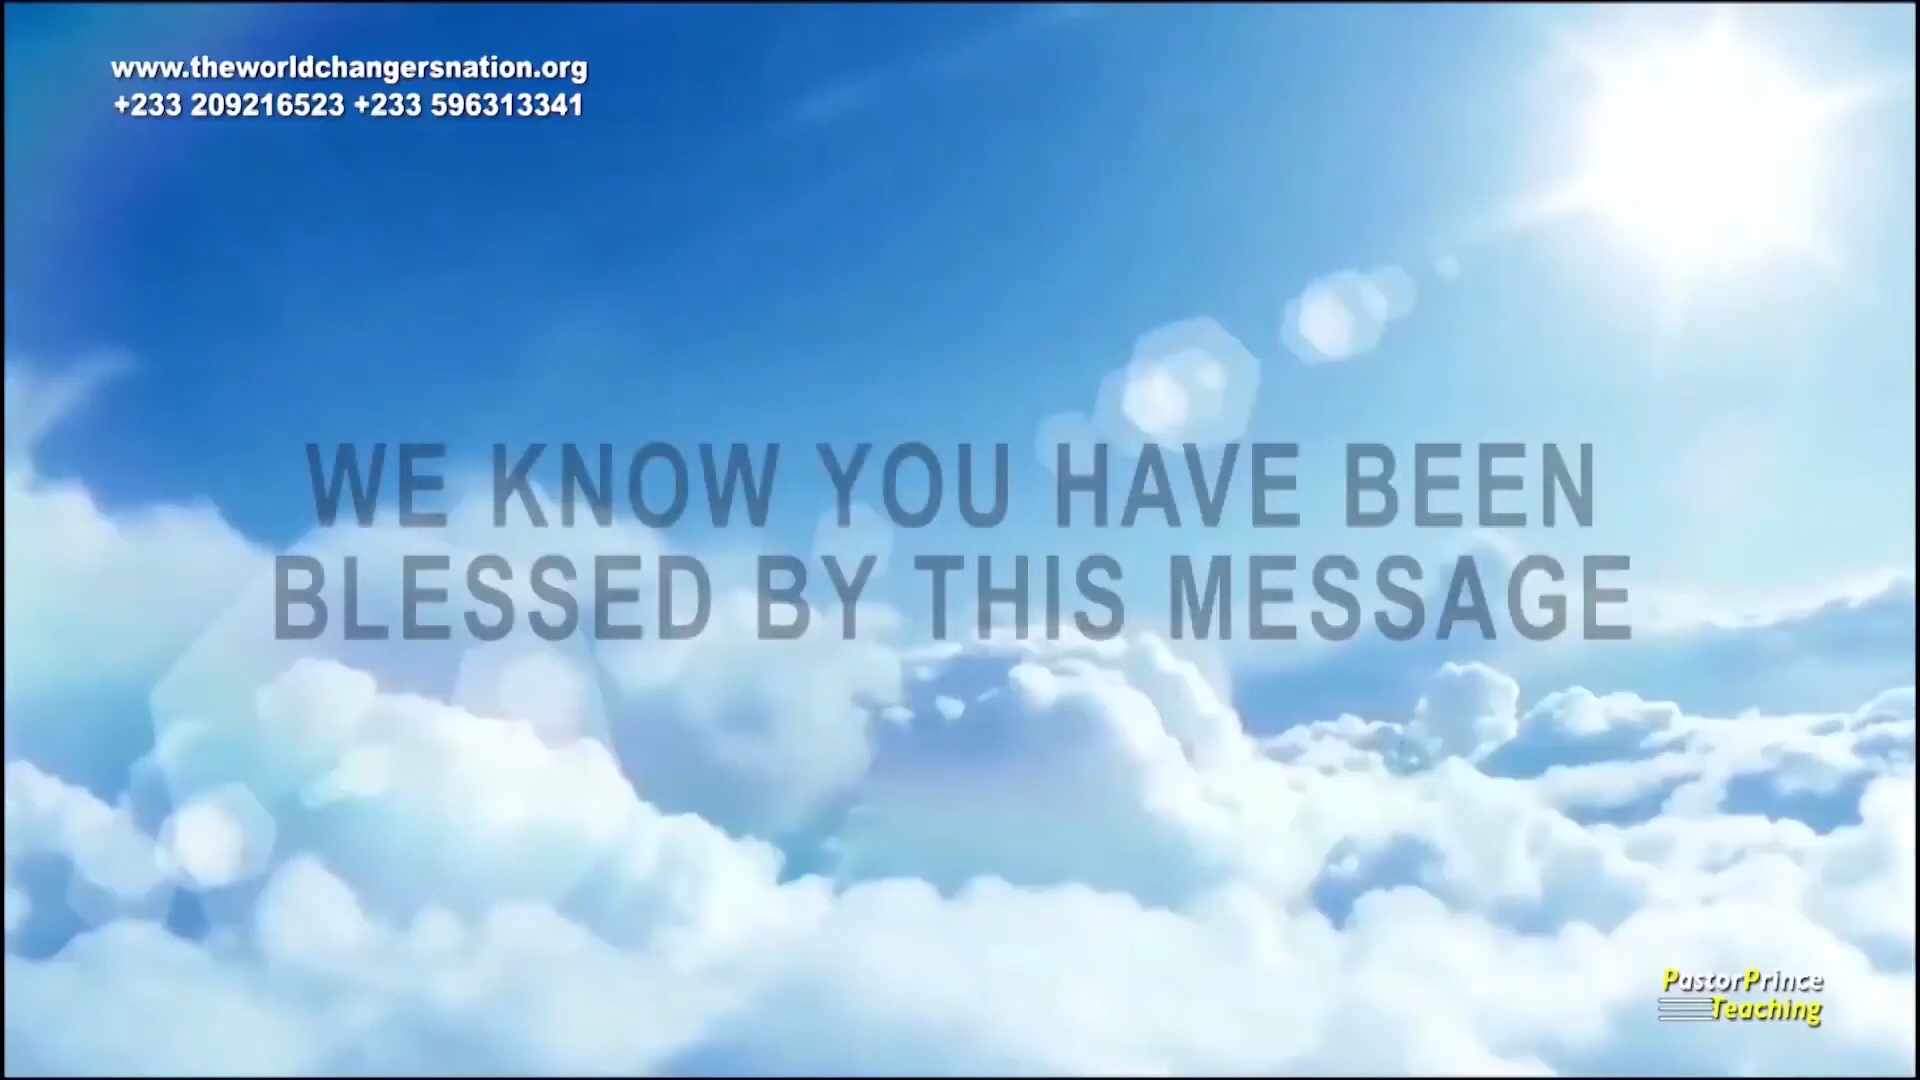 www.theworldchangersnation.org
+233 209216523 +233 596313341
WE KNOW YOU HAVE BEEN
BLESSED BY THIS MESSAGE
PastorPrince
Teaching